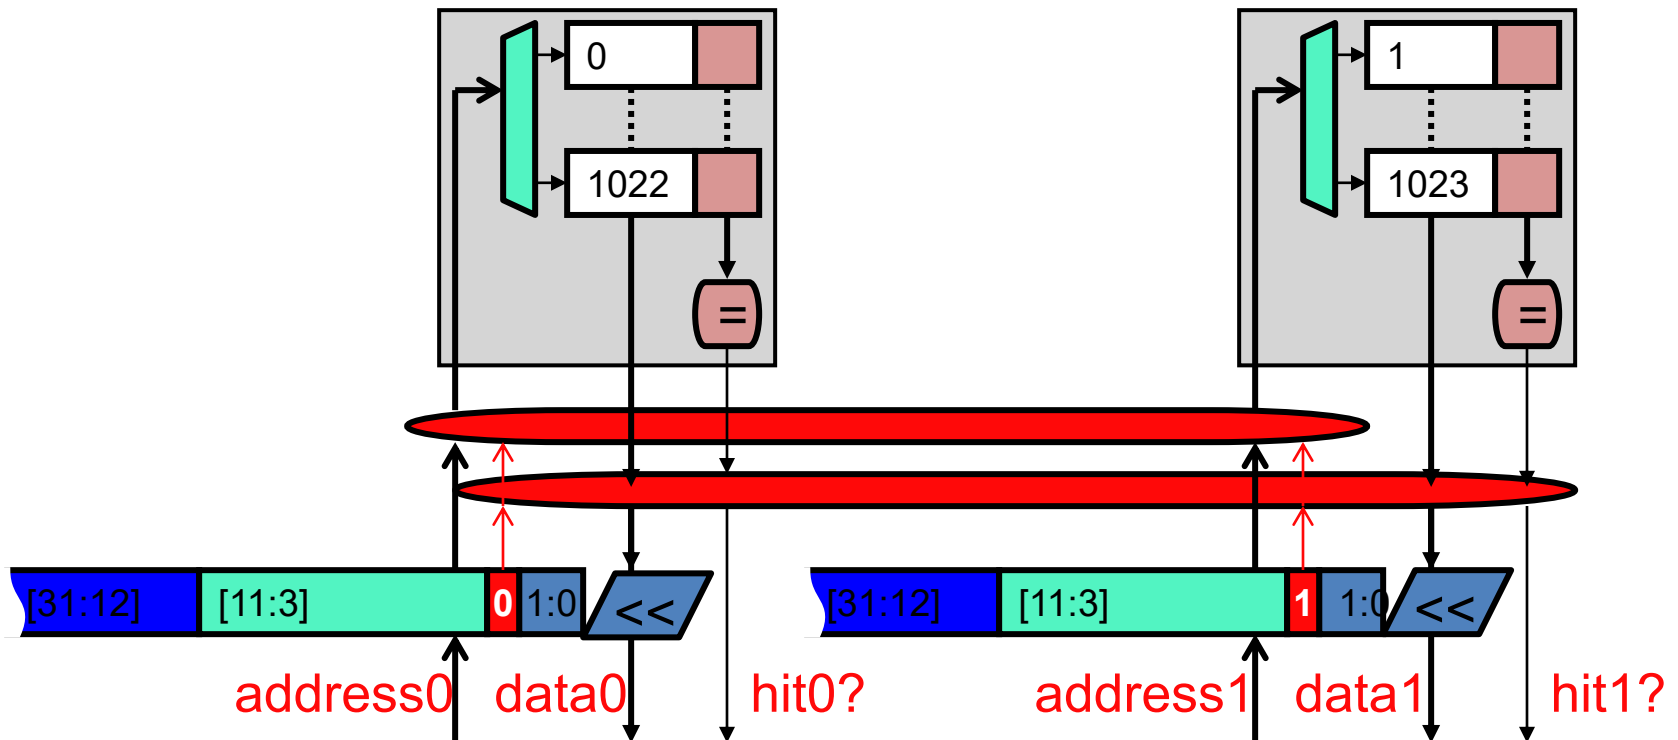 0 1
1022 1023
= =
[31:12] [11:3] 0 1:0 << [31:12] [11:3] 1 1:0 <<
address0 data0 hit0? address1 data1 hit1?